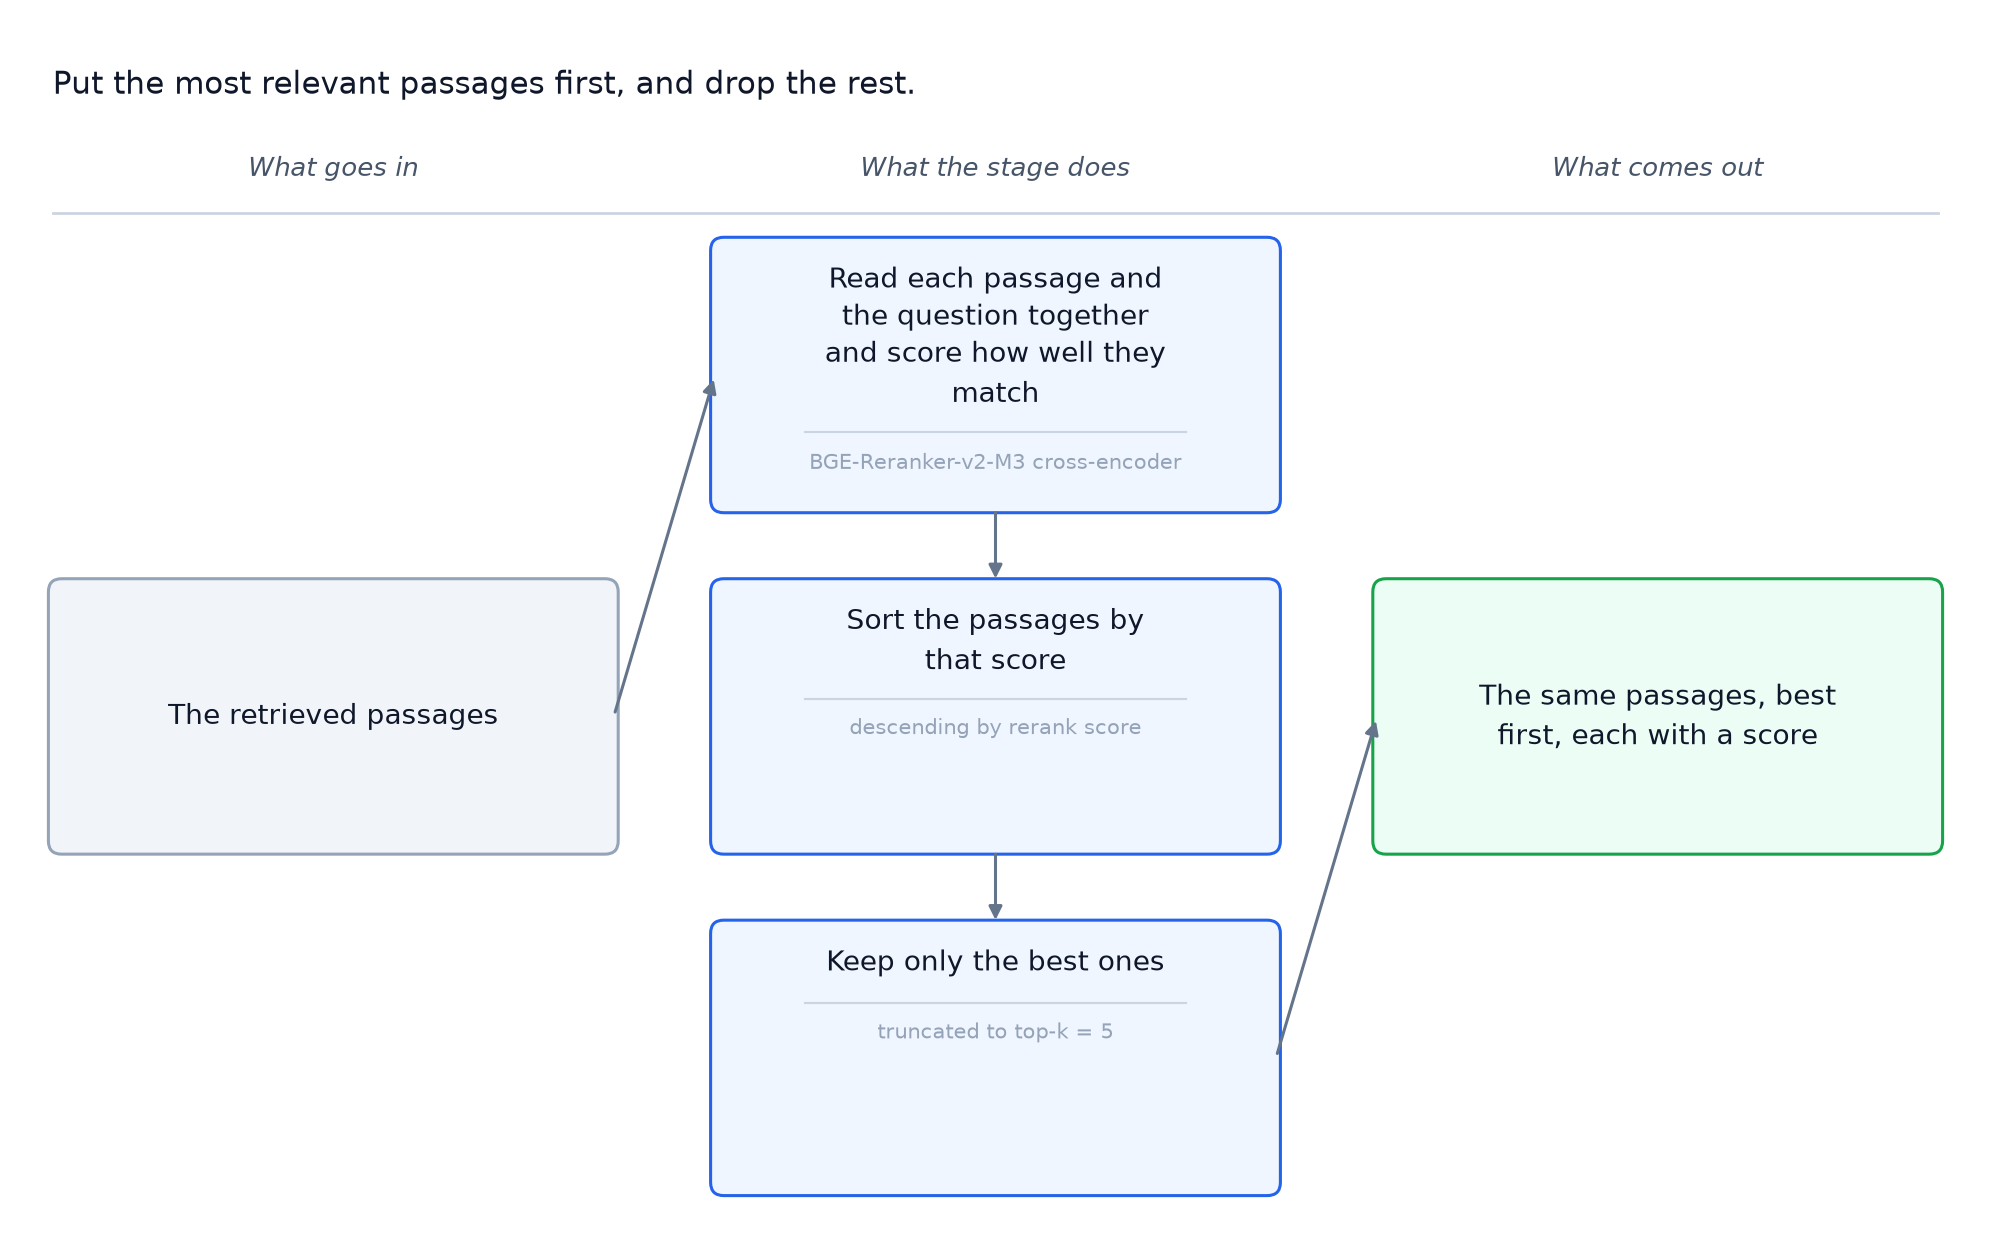 Put the most relevant passages first, and drop the rest.
What goes in
What the stage does
What comes out
Read each passage and
the question together
and score how well they
match
BGE-Reranker-v2-M3 cross-encoder
The retrieved passages
Sort the passages by
that score
descending by rerank score
The same passages, best
first, each with a score
Keep only the best ones
truncated to top-k = 5